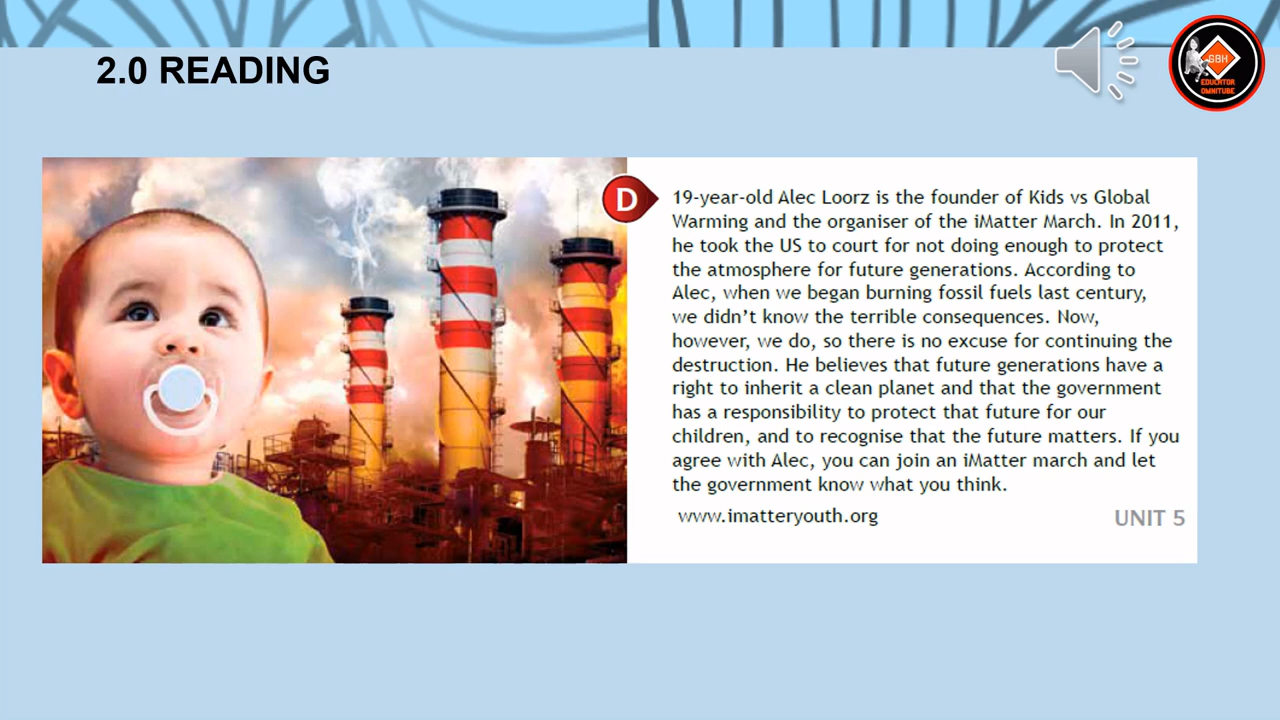 2.0 READING
GBH
EDUCATOR
OMNITUBE
D
19-year-old Alec Loorz is the founder of Kids vs Global
Warming and the organiser of the iMatter March. In 2011,
he took the US to court for not doing enough to protect
the atmosphere for future generations. According to
Alec, when we began burning fossil fuels last century,
we didn't know the terrible consequences. Now,
however, we do, so there is no excuse for continuing the
destruction. He believes that future generations have a
right to inherit a clean planet and that the government
has a responsibility to protect that future for our
children, and to recognise that the future matters. If you
agree with Alec, you can join an iMatter march and let
the government know what you think.
www.imatteryouth.org
UNIT 5